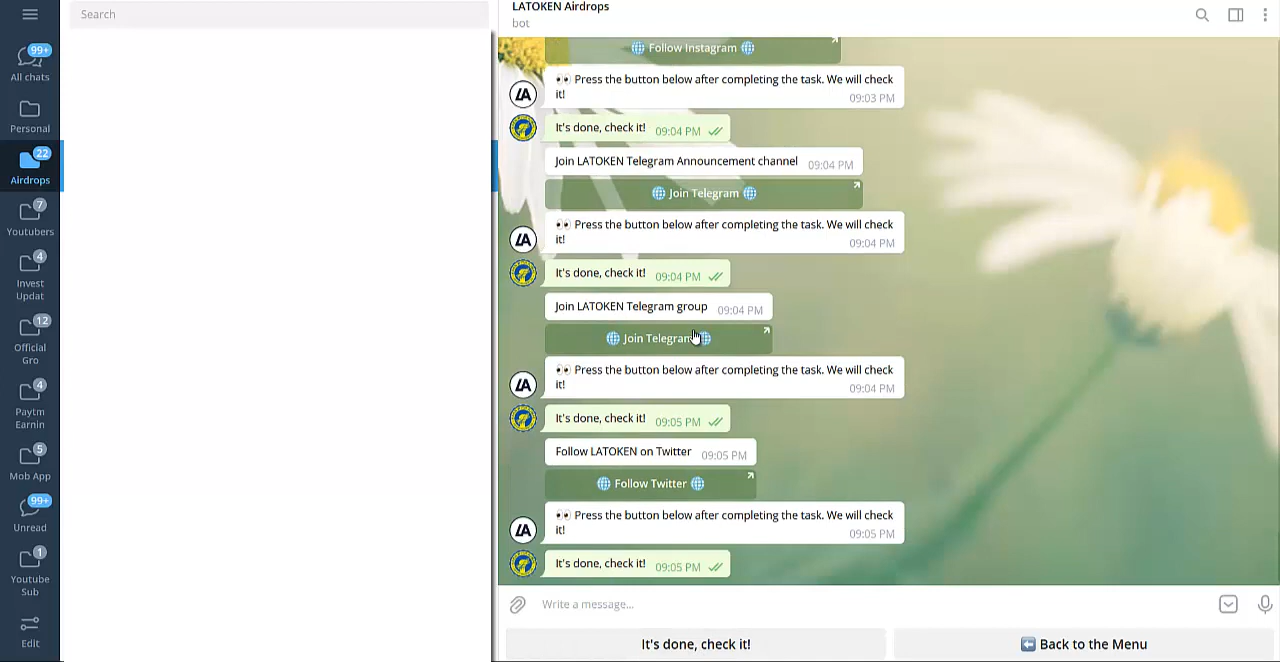 Search
99+
All chats
Personal
22
Airdrops
7
Youtubers
4
Invest
Updat
12
Official
Gro
4
Paytm
Earnin
5
Mob App
99+
Unread
1
Youtube
Sub
Edit
LATOKEN Airdrops
bot
Follow Instagram
Press the button below after completing the task. We will check
it! 09:03 PM
LA
It's done, check it! 09:04 PM
Join LATOKEN Telegram Announcement channel 09:04 PM
Join Telegram
Press the button below after completing the task. We will check
it! 09:04 PM
LA
It's done, check it! 09:04 PM
Join LATOKEN Telegram group 09:04 PM
Join Telegram
Press the button below after completing the task. We will check
it! 09:04 PM
LA
It's done, check it! 09:05 PM
Follow LATOKEN on Twitter 09:05 PM
Follow Twitter
Press the button below after completing the task. We will check
it! 09:05 PM
LA
It's done, check it! 09:05 PM
Write a message...
It's done, check it!
Back to the Menu